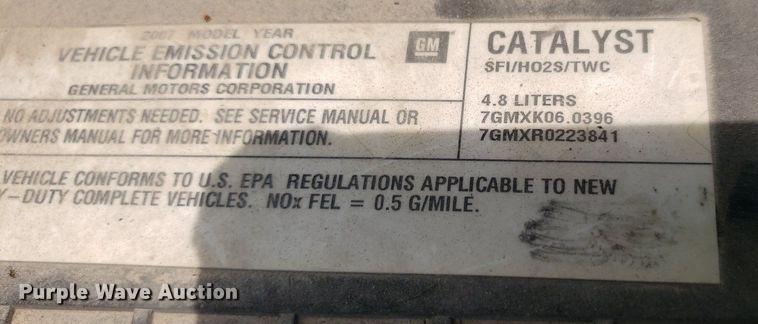 2007 MODEL YEAR
VEHICLE EMISSION CONTROL
INFORMATION
GENERAL MOTORS CORPORATION
GM
CATALYST
SFI/HO2S/TWC
4.8 LITERS
7GMXK06.0396
7GMXR0223841
NO ADJUSTMENTS NEEDED. SEE SERVICE MANUAL OR
OWNERS MANUAL FOR MORE INFORMATION.
VEHICLE CONFORMS TO U.S. EPA REGULATIONS APPLICABLE TO NEW
Y-DUTY COMPLETE VEHICLES. NOx FEL = 0.5 G/MILE.
Purple Wave Auction